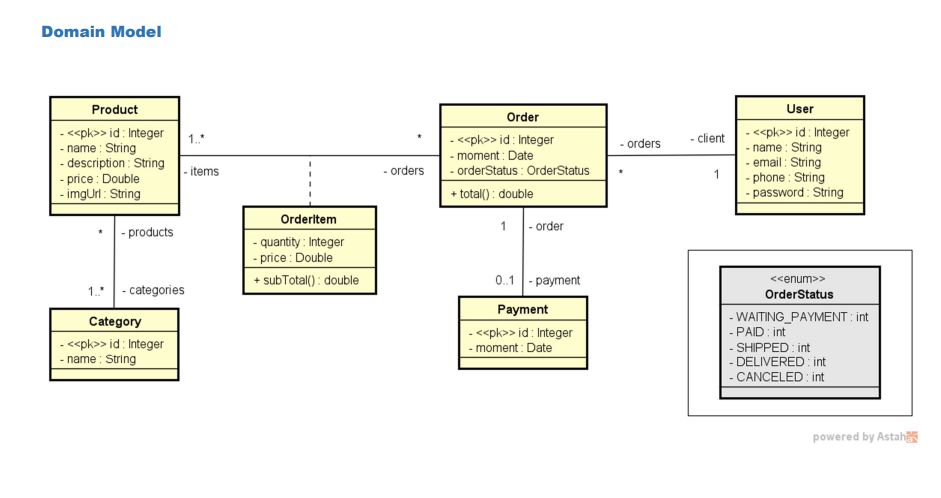 Domain Model
Product
- <<pk>> id : Integer
- name : String
- description : String
- price : Double
- imgUrl : String
1..*
- items
*
- orders
Order
- <<pk>> id : Integer
- moment : Date
- orderStatus : OrderStatus
+ total() : double
- orders
*
- client
1
User
- <<pk>> id : Integer
- name : String
- email : String
- phone : String
- password : String
OrderItem
- quantity : Integer
- price : Double
+ subTotal() : double
* - products
1..* - categories
Category
- <<pk>> id : Integer
- name : String
1 - order
0..1 - payment
Payment
- <<pk>> id : Integer
- moment : Date
<<enum>>
OrderStatus
- WAITING_PAYMENT : int
- PAID : int
- SHIPPED : int
- DELIVERED : int
- CANCELED : int
powered by Astah